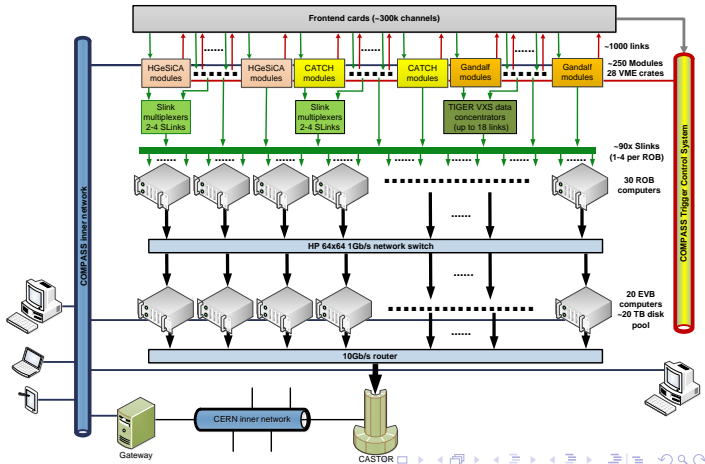 Frontend cards (~300k channels)
~1000 links
HGeSiCA
modules
HGeSiCA
modules
CATCH
modules
CATCH
modules
Gandalf
modules
Gandalf
modules
~250 Modules
28 VME crates
Slink
multiplexers
2-4 SLinks
Slink
multiplexers
2-4 SLinks
TIGER VXS data
concentrators
(up to 18 links)
~90x Slinks
(1-4 per ROB)
30 ROB
computers
COMPASS inner network
COMPASS Trigger Control System
HP 64x64 1Gb/s network switch
20 EVB
computers
~20 TB disk
pool
10Gb/s router
CERN inner network
Gateway
CASTOR